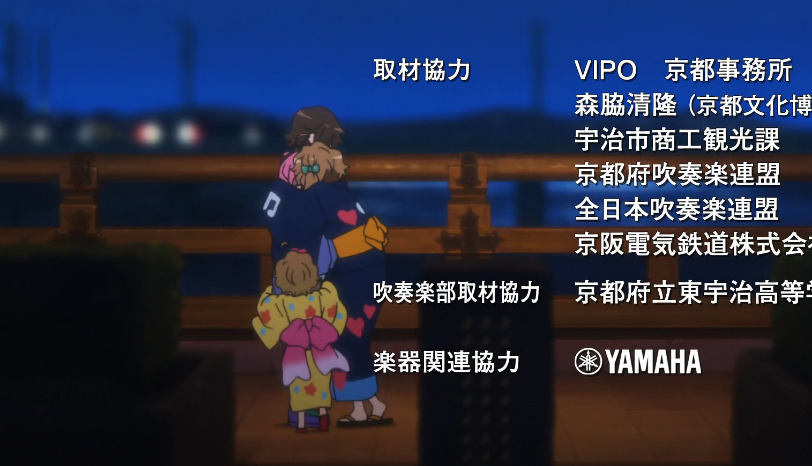 取材協力 VIPO 京都事務所
森脇清隆(京都文化博
宇治市商工観光課
京都府吹奏楽連盟
全日本吹奏楽連盟
京阪電気鉄道株式会
吹奏楽部取材協力 京都府立東宇治高等
楽器関連協力 YAMAHA